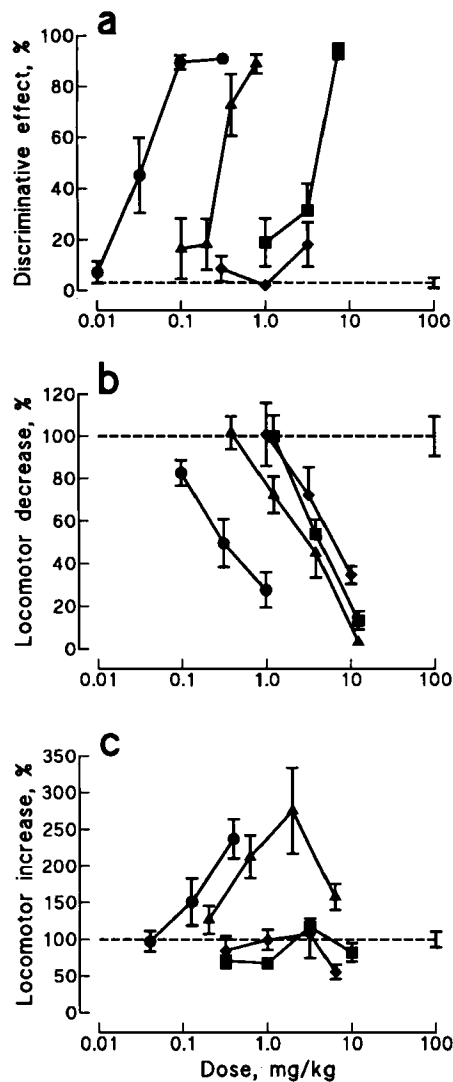 a
Discriminative effect, %
100
80
60
40
20
0
0.01 0.1 1.0 10 100
b
Locomotor decrease, %
120
100
80
60
40
20
0
0.01 0.1 1.0 10 100
c
Locomotor increase, %
350
300
250
200
150
100
50
0
0.01 0.1 1.0 10 100
Dose, mg/kg